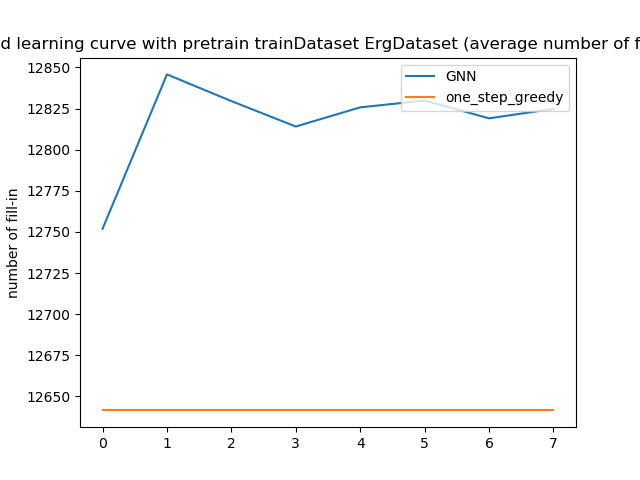 d learning curve with pretrain trainDataset ErgDataset (average number of f
GNN
one_step_greedy
number of fill-in
12850
12825
12800
12775
12750
12725
12700
12675
12650
0 1 2 3 4 5 6 7